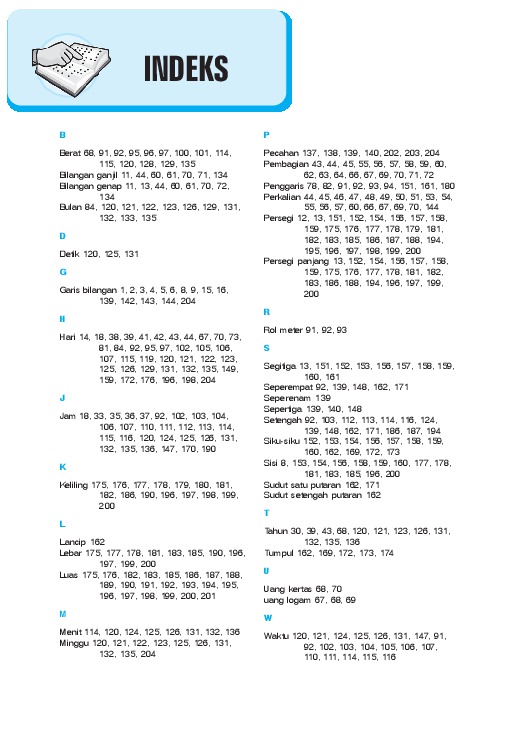 INDEKS
B
Berat 68, 91, 92, 95, 96, 97, 100, 101, 114,
115, 120, 128, 129, 135
Bilangan ganjil 11, 44, 60, 61, 70, 71, 134
Bilangan genap 11, 13, 44, 60, 61, 70, 72,
134
Bulan 84, 120, 121, 122, 123, 126, 129, 131,
132, 133, 135
D
Detik 120, 125, 131
G
Garis bilangan 1, 2, 3, 4, 5, 6, 8, 9, 15, 16,
139, 142, 143, 144, 204
H
Hari 14, 18, 38, 39, 41, 42, 43, 44, 67, 70, 73,
81, 84, 92, 95, 97, 102, 105, 106,
107, 115, 119, 120, 121, 122, 123,
125, 126, 129, 131, 132, 135, 149,
159, 172, 176, 196, 198, 204
J
Jam 18, 33, 35, 36, 37, 92, 102, 103, 104,
106, 107, 110, 111, 112, 113, 114,
115, 116, 120, 124, 125, 126, 131,
132, 135, 136, 147, 170, 190
K
Keliling 175, 176, 177, 178, 179, 180, 181,
182, 186, 190, 196, 197, 198, 199,
200
L
Lancip 162
Lebar 175, 177, 178, 181, 183, 185, 190, 196,
197, 199, 200
Luas 175, 176, 182, 183, 185, 186, 187, 188,
189, 190, 191, 192, 193, 194, 195,
196, 197, 198, 199, 200, 201
M
Menit 114, 120, 124, 125, 126, 131, 132, 136
Minggu 120, 121, 122, 123, 125, 126, 131,
132, 135, 204
P
Pecahan 137, 138, 139, 140, 202, 203, 204
Pembagian 43, 44, 45, 55, 56, 57, 58, 59, 60,
62, 63, 64, 66, 67, 69, 70, 71, 72
Penggaris 78, 82, 91, 92, 93, 94, 151, 161, 180
Perkalian 44, 45, 46, 47, 48, 49, 50, 51, 53, 54,
55, 56, 57, 60, 66, 67, 69, 70, 144
Persegi 12, 13, 151, 152, 154, 156, 157, 158,
159, 175, 176, 177, 178, 179, 181,
182, 183, 185, 186, 187, 188, 194,
195, 196, 197, 198, 199, 200
Persegi panjang 13, 152, 154, 156, 157, 158,
159, 175, 176, 177, 178, 181, 182,
183, 186, 188, 194, 196, 197, 199,
200
R
Rol meter 91, 92, 93
S
Segitiga 13, 151, 152, 153, 156, 157, 158, 159,
160, 161
Seperempat 92, 139, 148, 162, 171
Seperenam 139
Sepertiga 139, 140, 148
Setengah 92, 103, 112, 113, 114, 116, 124,
139, 148, 162, 171, 186, 187, 194
Siku-siku 152, 153, 154, 156, 157, 158, 159,
160, 162, 169, 172, 173
Sisi 8, 153, 154, 156, 158, 159, 160, 177, 178,
181, 183, 185, 196, 200
Sudut satu putaran 162, 171
Sudut setengah putaran 162
T
Tahun 30, 39, 43, 68, 120, 121, 123, 126, 131,
132, 135, 136
Tumpul 162, 169, 172, 173, 174
U
Uang kertas 68, 70
uang logam 67, 68, 69
W
Waktu 120, 121, 124, 125, 126, 131, 147, 91,
92, 102, 103, 104, 105, 106, 107,
110, 111, 114, 115, 116